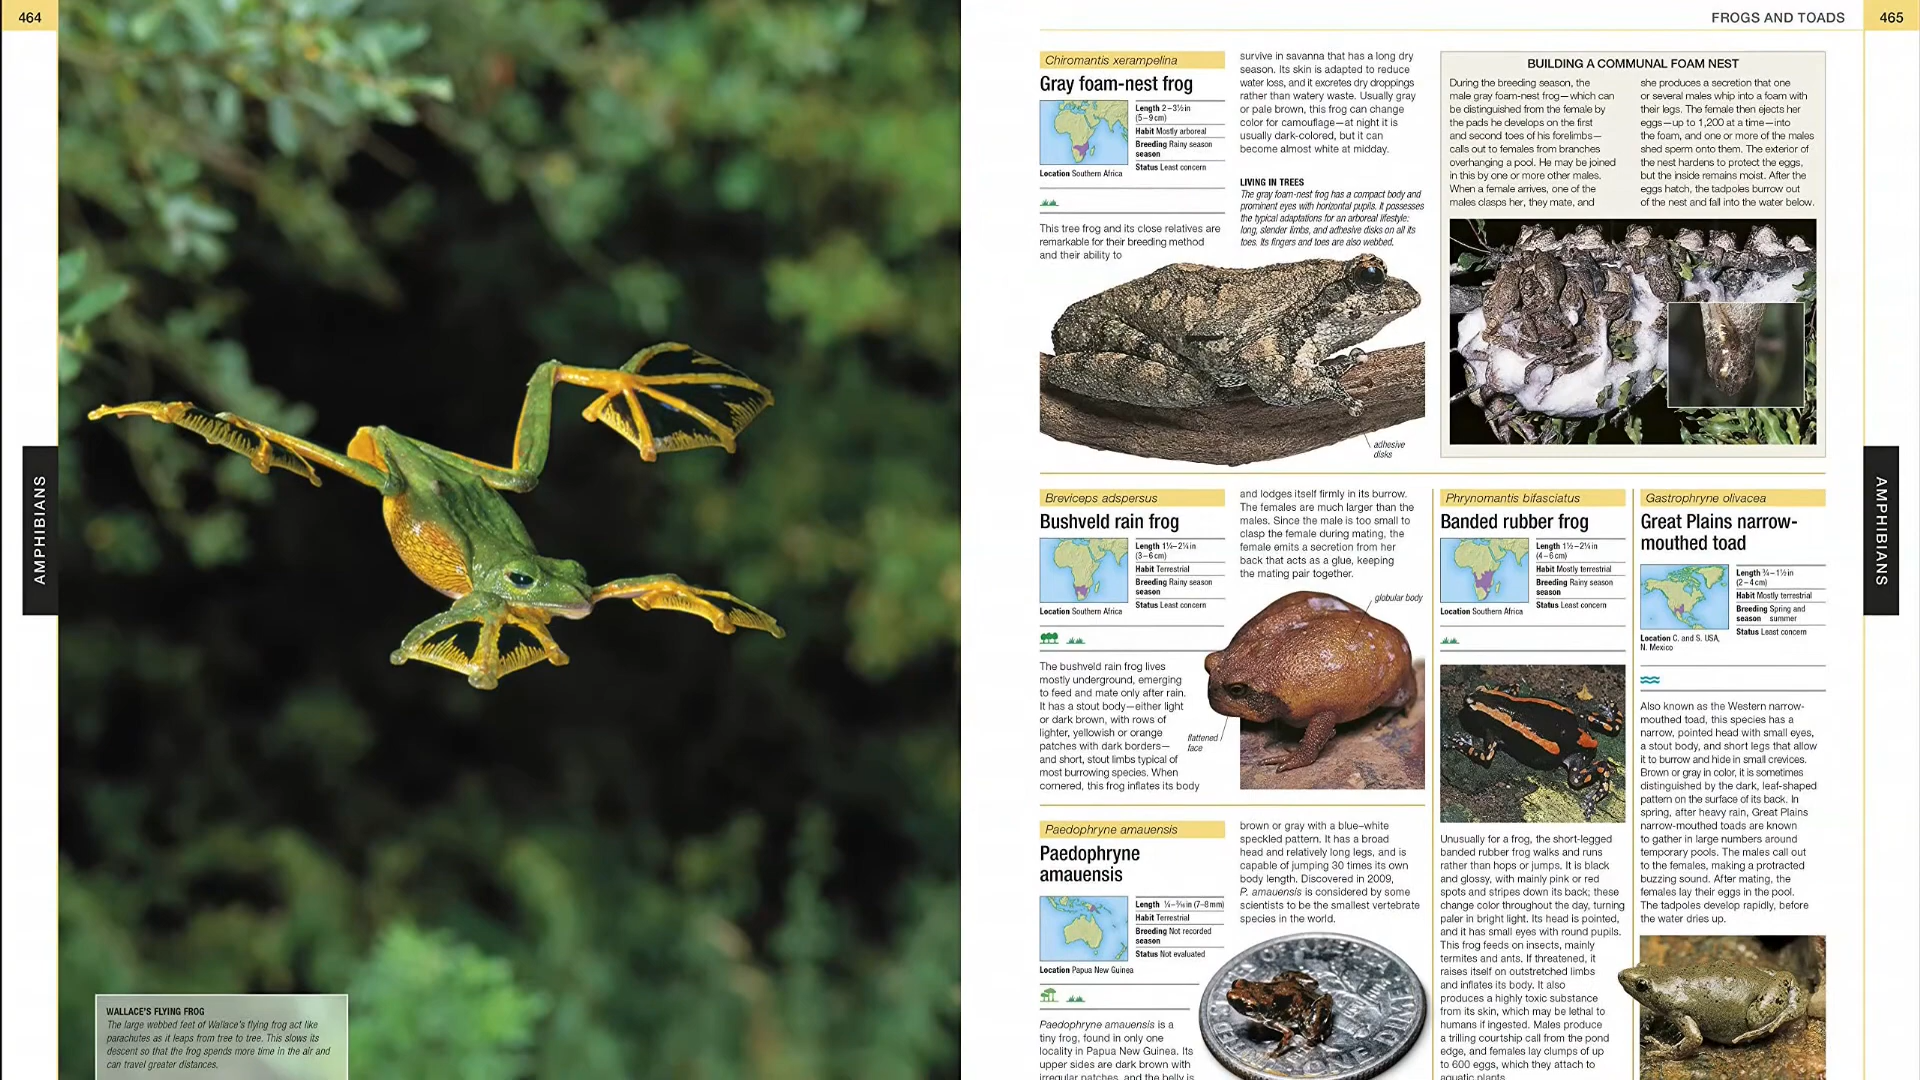 464
AMPHIBIANS
WALLACE'S FLYING FROG
The large webbed feet of Wallace's flying frog act like
parachutes as it leaps from tree to tree. This slows its
descent so that the frog spends more time in the air and
can travel greater distances.
FROGS AND TOADS
465
Chiromantis xerampelina
Gray foam-nest frog
Length 2–3½in
(5–9cm)
Habit Mostly arboreal
Breeding Rainy season
season
Status Least concern
Location Southern Africa
This tree frog and its close relatives are
remarkable for their breeding method
and their ability to
survive in savanna that has a long dry
season. Its skin is adapted to reduce
water loss, and it excretes dry droppings
rather than watery waste. Usually gray
or pale brown, this frog can change
color for camouflage—at night it is
usually dark-colored, but it can
become almost white at midday.
LIVING IN TREES
The gray foam-nest frog has a compact body and
prominent eyes with horizontal pupils. It possesses
the typical adaptations for an arboreal lifestyle:
long, slender limbs, and adhesive disks on all its
toes. Its fingers and toes are also webbed.
adhesive
disks
BUILDING A COMMUNAL FOAM NEST
During the breeding season, the
male gray foam-nest frog—which can
be distinguished from the female by
the pads he develops on the first
and second toes of his forelimbs—
calls out to females from branches
overhanging a pool. He may be joined
in this by one or more other males.
When a female arrives, one of the
males clasps her, they mate, and
she produces a secretion that one
or several males whip into a foam with
their legs. The female then ejects her
eggs—up to 1,200 at a time—into
the foam, and one or more of the males
shed sperm onto them. The exterior of
the nest hardens to protect the eggs,
but the inside remains moist. After the
eggs hatch, the tadpoles burrow out
of the nest and fall into the water below.
Breviceps adspersus
Bushveld rain frog
Length 1¼–2¼in
(3–6cm)
Habit Terrestrial
Breeding Rainy season
season
Status Least concern
Location Southern Africa
The bushveld rain frog lives
mostly underground, emerging
to feed and mate only after rain.
It has a stout body—either light
or dark brown, with rows of
lighter, yellowish or orange
patches with dark borders—
and short, stout limbs typical of
most burrowing species. When
cornered, this frog inflates its body
and lodges itself firmly in its burrow.
The females are much larger than the
males. Since the male is too small to
clasp the female during mating, the
female emits a secretion from her
back that acts as a glue, keeping
the mating pair together.
globular body
flattened
face
Paedophryne amauensis
Paedophryne
amauensis
Length ¼–⁵⁄₁₆in (7–8mm)
Habit Terrestrial
Breeding Not recorded
season
Status Not evaluated
Location Papua New Guinea
Paedophryne amauensis is a
tiny frog, found in only one
locality in Papua New Guinea. Its
upper sides are dark brown with
irregular patches, and the belly is
brown or gray with a blue–white
speckled pattern. It has a broad
head and relatively long legs, and is
capable of jumping 30 times its own
body length. Discovered in 2009,
P. amauensis is considered by some
scientists to be the smallest vertebrate
species in the world.
Phrynomantis bifasciatus
Banded rubber frog
Length 1½–2¼in
(4–6cm)
Habit Mostly terrestrial
Breeding Rainy season
season
Status Least concern
Location Southern Africa
Unusually for a frog, the short-legged
banded rubber frog walks and runs
rather than hops or jumps. It is black
and glossy, with mainly pink or red
spots and stripes down its back; these
change color throughout the day, turning
paler in bright light. Its head is pointed,
and it has small eyes with round pupils.
This frog feeds on insects, mainly
termites and ants. If threatened, it
raises itself on outstretched limbs
and inflates its body. It also
produces a highly toxic substance
from its skin, which may be lethal to
humans if ingested. Males produce
a trilling courtship call from the pond
edge, and females lay clumps of up
to 600 eggs, which they attach to
aquatic plants.
Gastrophryne olivacea
Great Plains narrow-
mouthed toad
Length ¾–1½in
(2–4cm)
Habit Mostly terrestrial
Breeding Spring and
season summer
Status Least concern
Location C. and S. USA,
N. Mexico
Also known as the Western narrow-
mouthed toad, this species has a
narrow, pointed head with small eyes,
a stout body, and short legs that allow
it to burrow and hide in small crevices.
Brown or gray in color, it is sometimes
distinguished by the dark, leaf-shaped
pattern on the surface of its back. In
spring, after heavy rain, Great Plains
narrow-mouthed toads are known
to gather in large numbers around
temporary pools. The males call out
to the females, making a protracted
buzzing sound. After mating, the
females lay their eggs in the pool.
The tadpoles develop rapidly, before
the water dries up.
AMPHIBIANS